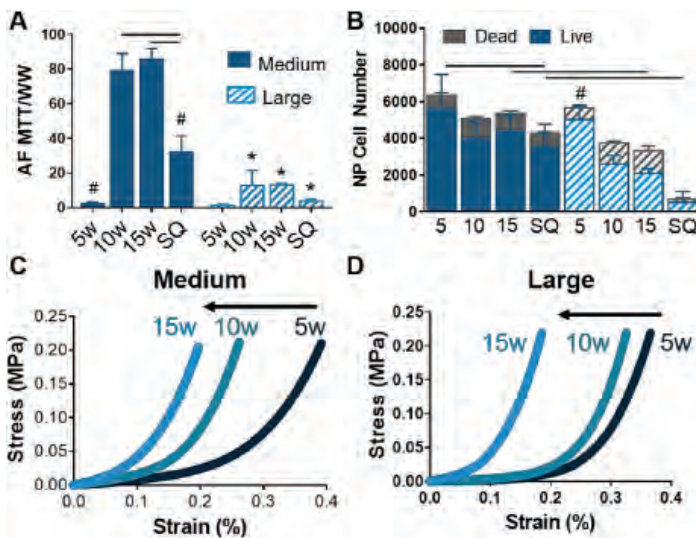 A
AF MTT/WW
100
80
60
40
20
0
#
#
*
*
*
Medium
Large
5w
10w
15w
SQ
5w
10w
15w
SQ
B
NP Cell Number
10000
8000
6000
4000
2000
0
Dead
Live
#
5
10
15
SQ
5
10
15
SQ
C
Medium
Stress (MPa)
0.25
0.20
0.15
0.10
0.05
0.00
15w
10w
5w
0.0
0.1
0.2
0.3
0.4
Strain (%)
D
Large
Stress (MPa)
0.25
0.20
0.15
0.10
0.05
0.00
15w
10w
5w
0.0
0.1
0.2
0.3
0.4
Strain (%)